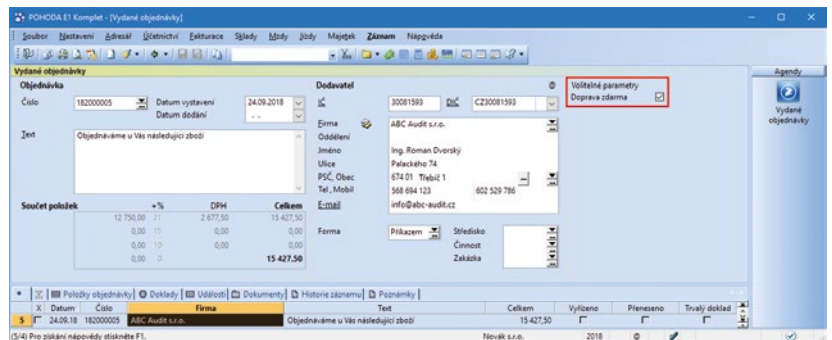 POHODA E1 Komplet - [Vydané objednávky]
Soubor Nastavení Adresář Účetnictví Fakturace Sklady Mzdy Jízdy Majetek Záznam Nápověda
Vydané objednávky
Agendy
Objednávka
Dodavatel
Volitelné parametry
Číslo 182000005 Datum vystavení 24.09.2018
IČ 30081593 DIČ CZ30081593
Doprava zdarma
Datum dodání . .
Vydané objednávky
Text Objednáváme u Vás následující zboží
Firma ABC Audit s.r.o.
Oddělení
Jméno Ing. Roman Dvorský
Ulice Palackého 74
PSČ, Obec 674 01 Třebíč 1
Tel., Mobil 568 694 123 602 529 786
Součet položek +% DPH Celkem
E-mail info@abc-audit.cz
12 750,00 21 2 677,50 15 427,50
0,00 15 0,00 0,00
Forma Příkazem Středisko
0,00 10 0,00 0,00
Činnost
0,00 0 15 427,50
Zakázka
Položky objednávky Doklady Události Dokumenty Historie záznamu Poznámky
X Datum Číslo Firma Text Celkem Vyřízeno Přeneseno Trvalý doklad
5 24.09.18 182000005 ABC Audit s.r.o. Objednáváme u Vás následující zboží 15 427,50
(5/4) Pro získání nápovědy stiskněte F1. Novák s.r.o. 2018 @